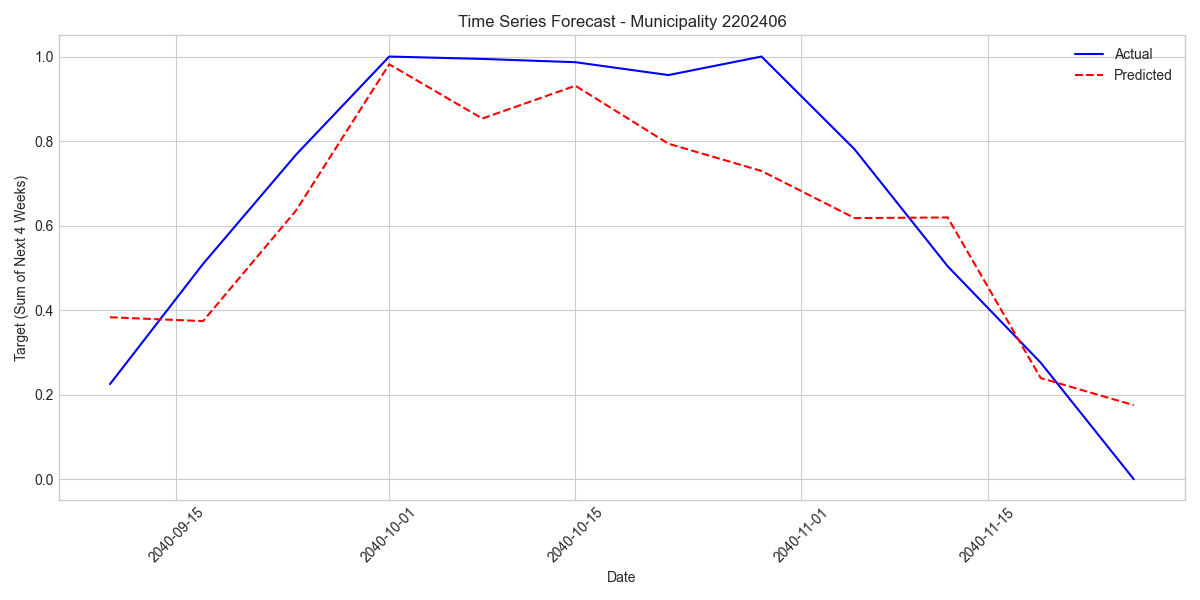 Time Series Forecast - Municipality 2202406
Actual
Predicted
Target (Sum of Next 4 Weeks)
1.0
0.8
0.6
0.4
0.2
0.0
2040-09-15
2040-10-01
2040-10-15
2040-11-01
2040-11-15
Date